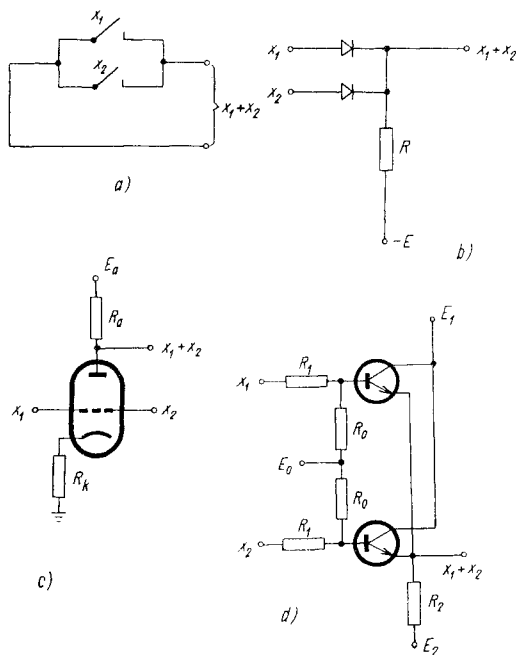 x₁
x₂
x₁+x₂
a)
x₁
x₁+x₂
x₂
R
-E
b)
Eₐ
Rₐ
x₁+x₂
x₁
x₂
Rₖ
c)
E₁
x₁
R₁
R₀
E₀
R₀
x₂
R₁
x₁+x₂
R₂
E₂
d)